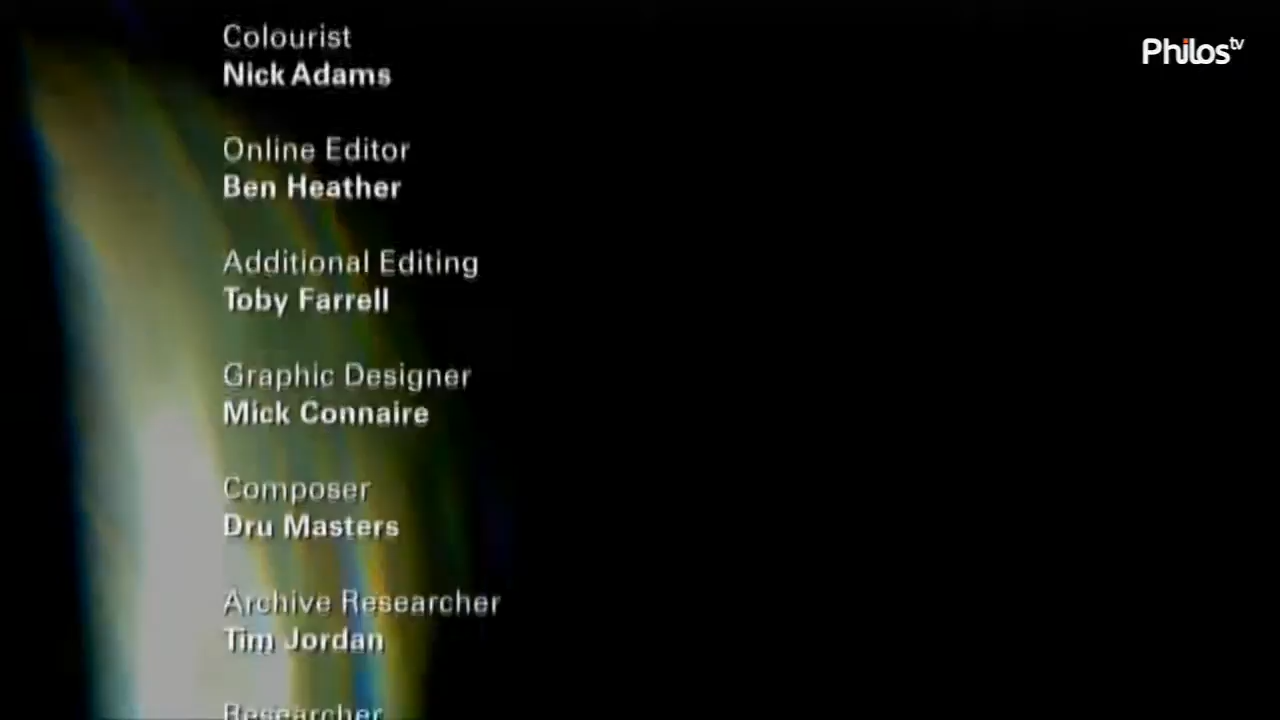 Colourist
Philos tv
Nick Adams
Online Editor
Ben Heather
Additional Editing
Toby Farrell
Graphic Designer
Mick Connaire
Composer
Dru Masters
Archive Researcher
Tim Jordan
Researcher